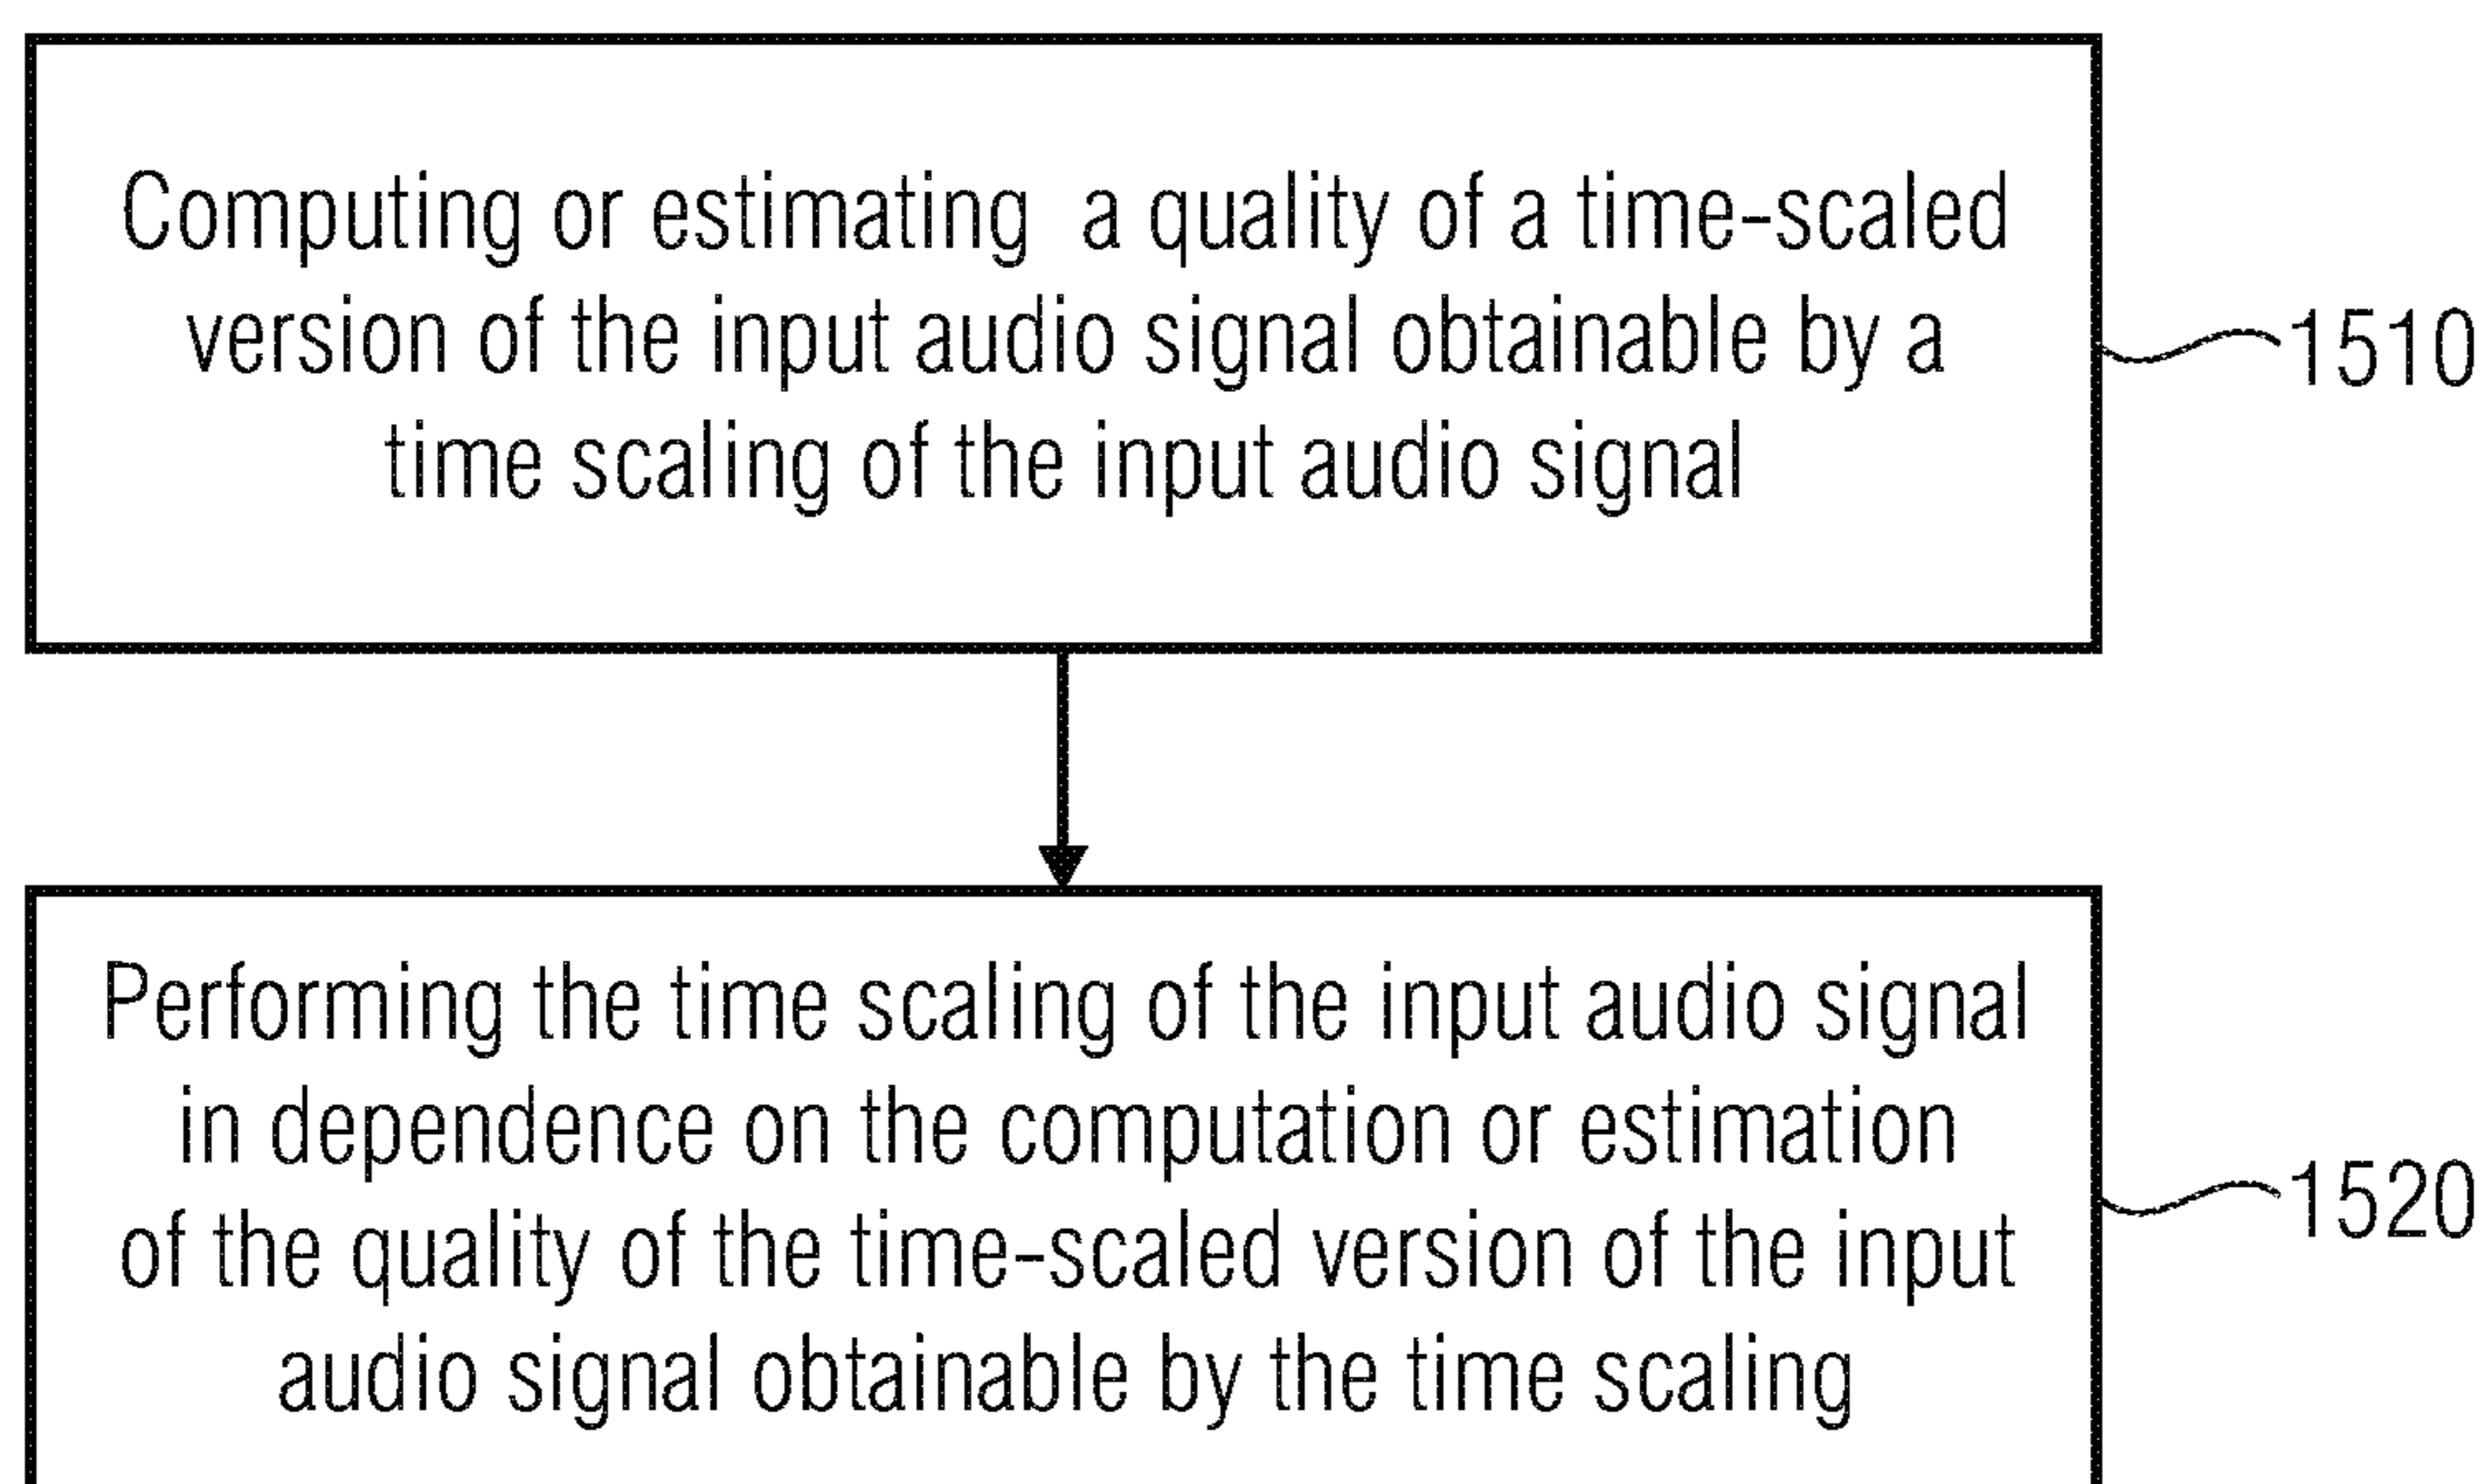 Computing or estimating a quality of a time-scaled
version of the input audio signal obtainable by a
time scaling of the input audio signal
1510
Performing the time scaling of the input audio signal
in dependence on the computation or estimation
of the quality of the time-scaled version of the input
audio signal obtainable by the time scaling
1520